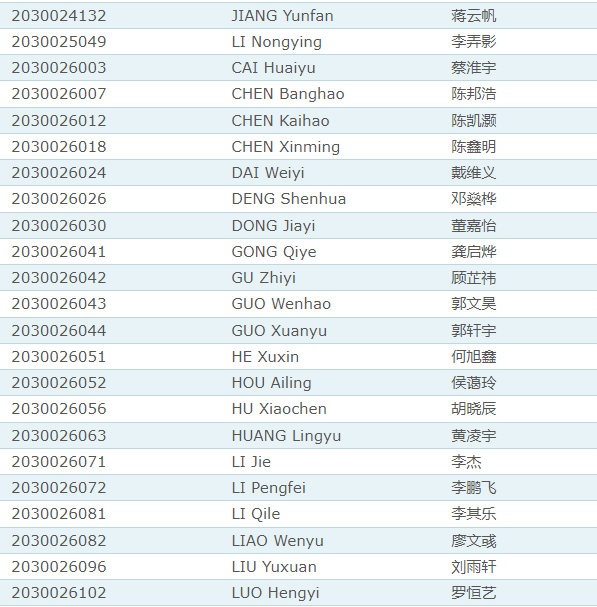 2030024132 JIANG Yunfan 蒋云帆
2030025049 LI Nongying 李弄影
2030026003 CAI Huaiyu 蔡淮宇
2030026007 CHEN Banghao 陈邦浩
2030026012 CHEN Kaihao 陈凯灏
2030026018 CHEN Xinming 陈鑫明
2030026024 DAI Weiyi 戴维义
2030026026 DENG Shenhua 邓燊桦
2030026030 DONG Jiayi 董嘉怡
2030026041 GONG Qiye 龚启烨
2030026042 GU Zhiyi 顾芷祎
2030026043 GUO Wenhao 郭文昊
2030026044 GUO Xuanyu 郭轩宇
2030026051 HE Xuxin 何旭鑫
2030026052 HOU Ailing 侯蔼玲
2030026056 HU Xiaochen 胡晓辰
2030026063 HUANG Lingyu 黄凌宇
2030026071 LI Jie 李杰
2030026072 LI Pengfei 李鹏飞
2030026081 LI Qile 李其乐
2030026082 LIAO Wenyu 廖文彧
2030026096 LIU Yuxuan 刘雨轩
2030026102 LUO Hengyi 罗恒艺